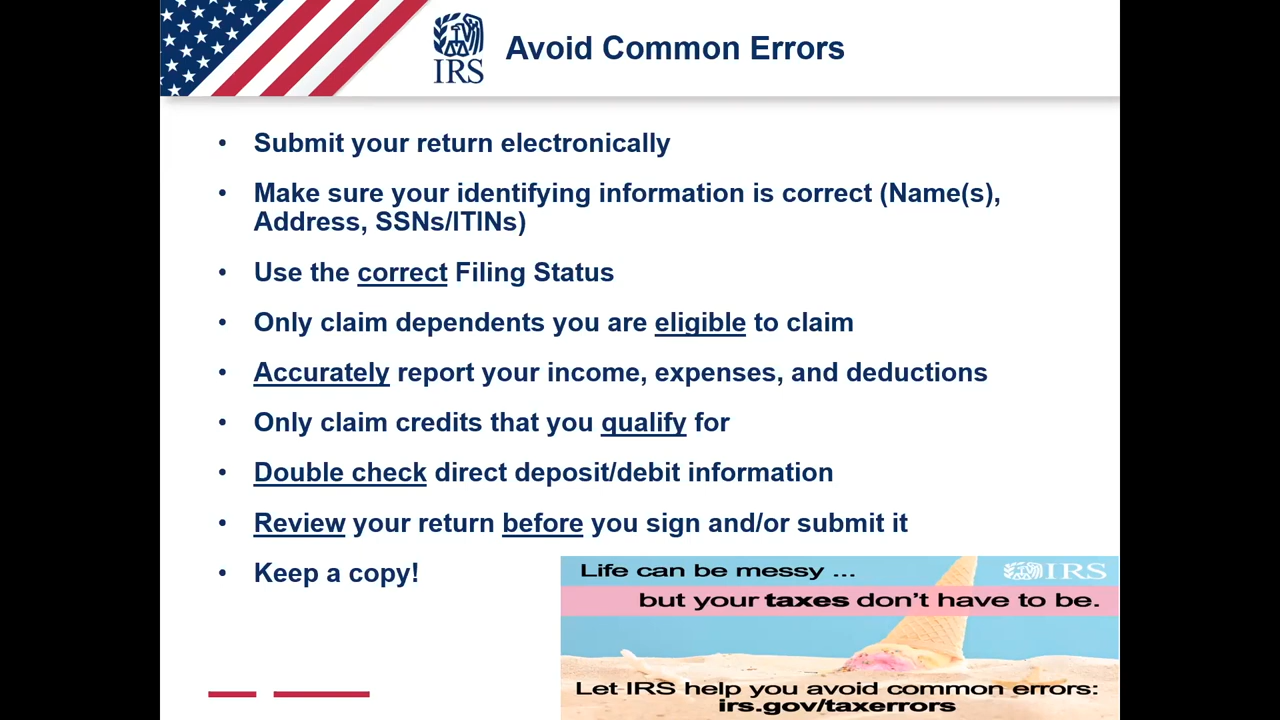 IRS
Avoid Common Errors
• Submit your return electronically
• Make sure your identifying information is correct (Name(s),
Address, SSNs/ITINs)
• Use the correct Filing Status
• Only claim dependents you are eligible to claim
• Accurately report your income, expenses, and deductions
• Only claim credits that you qualify for
• Double check direct deposit/debit information
• Review your return before you sign and/or submit it
• Keep a copy!
Life can be messy ...
IRS
but your taxes don't have to be.
Let IRS help you avoid common errors:
irs.gov/taxerrors